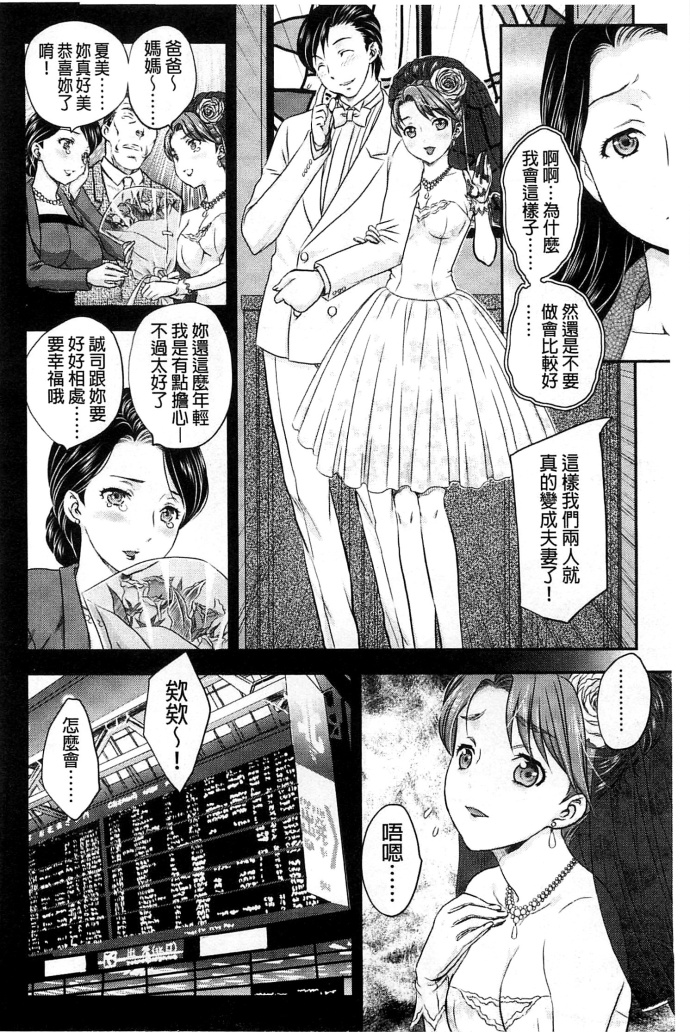 啊啊…為什麼
我會這樣子……
然還是不要
做會比較好
……
這樣我們兩人就
真的變成夫妻了！
爸爸～
媽媽～……
夏美……
妳真好美
恭喜妳了
唷！
妳還這麼年輕
我是有點擔心─
不過太好了
誠司跟妳要
好好相處……
要幸福哦
……
唔嗯……
欸欸～！
怎麼會……